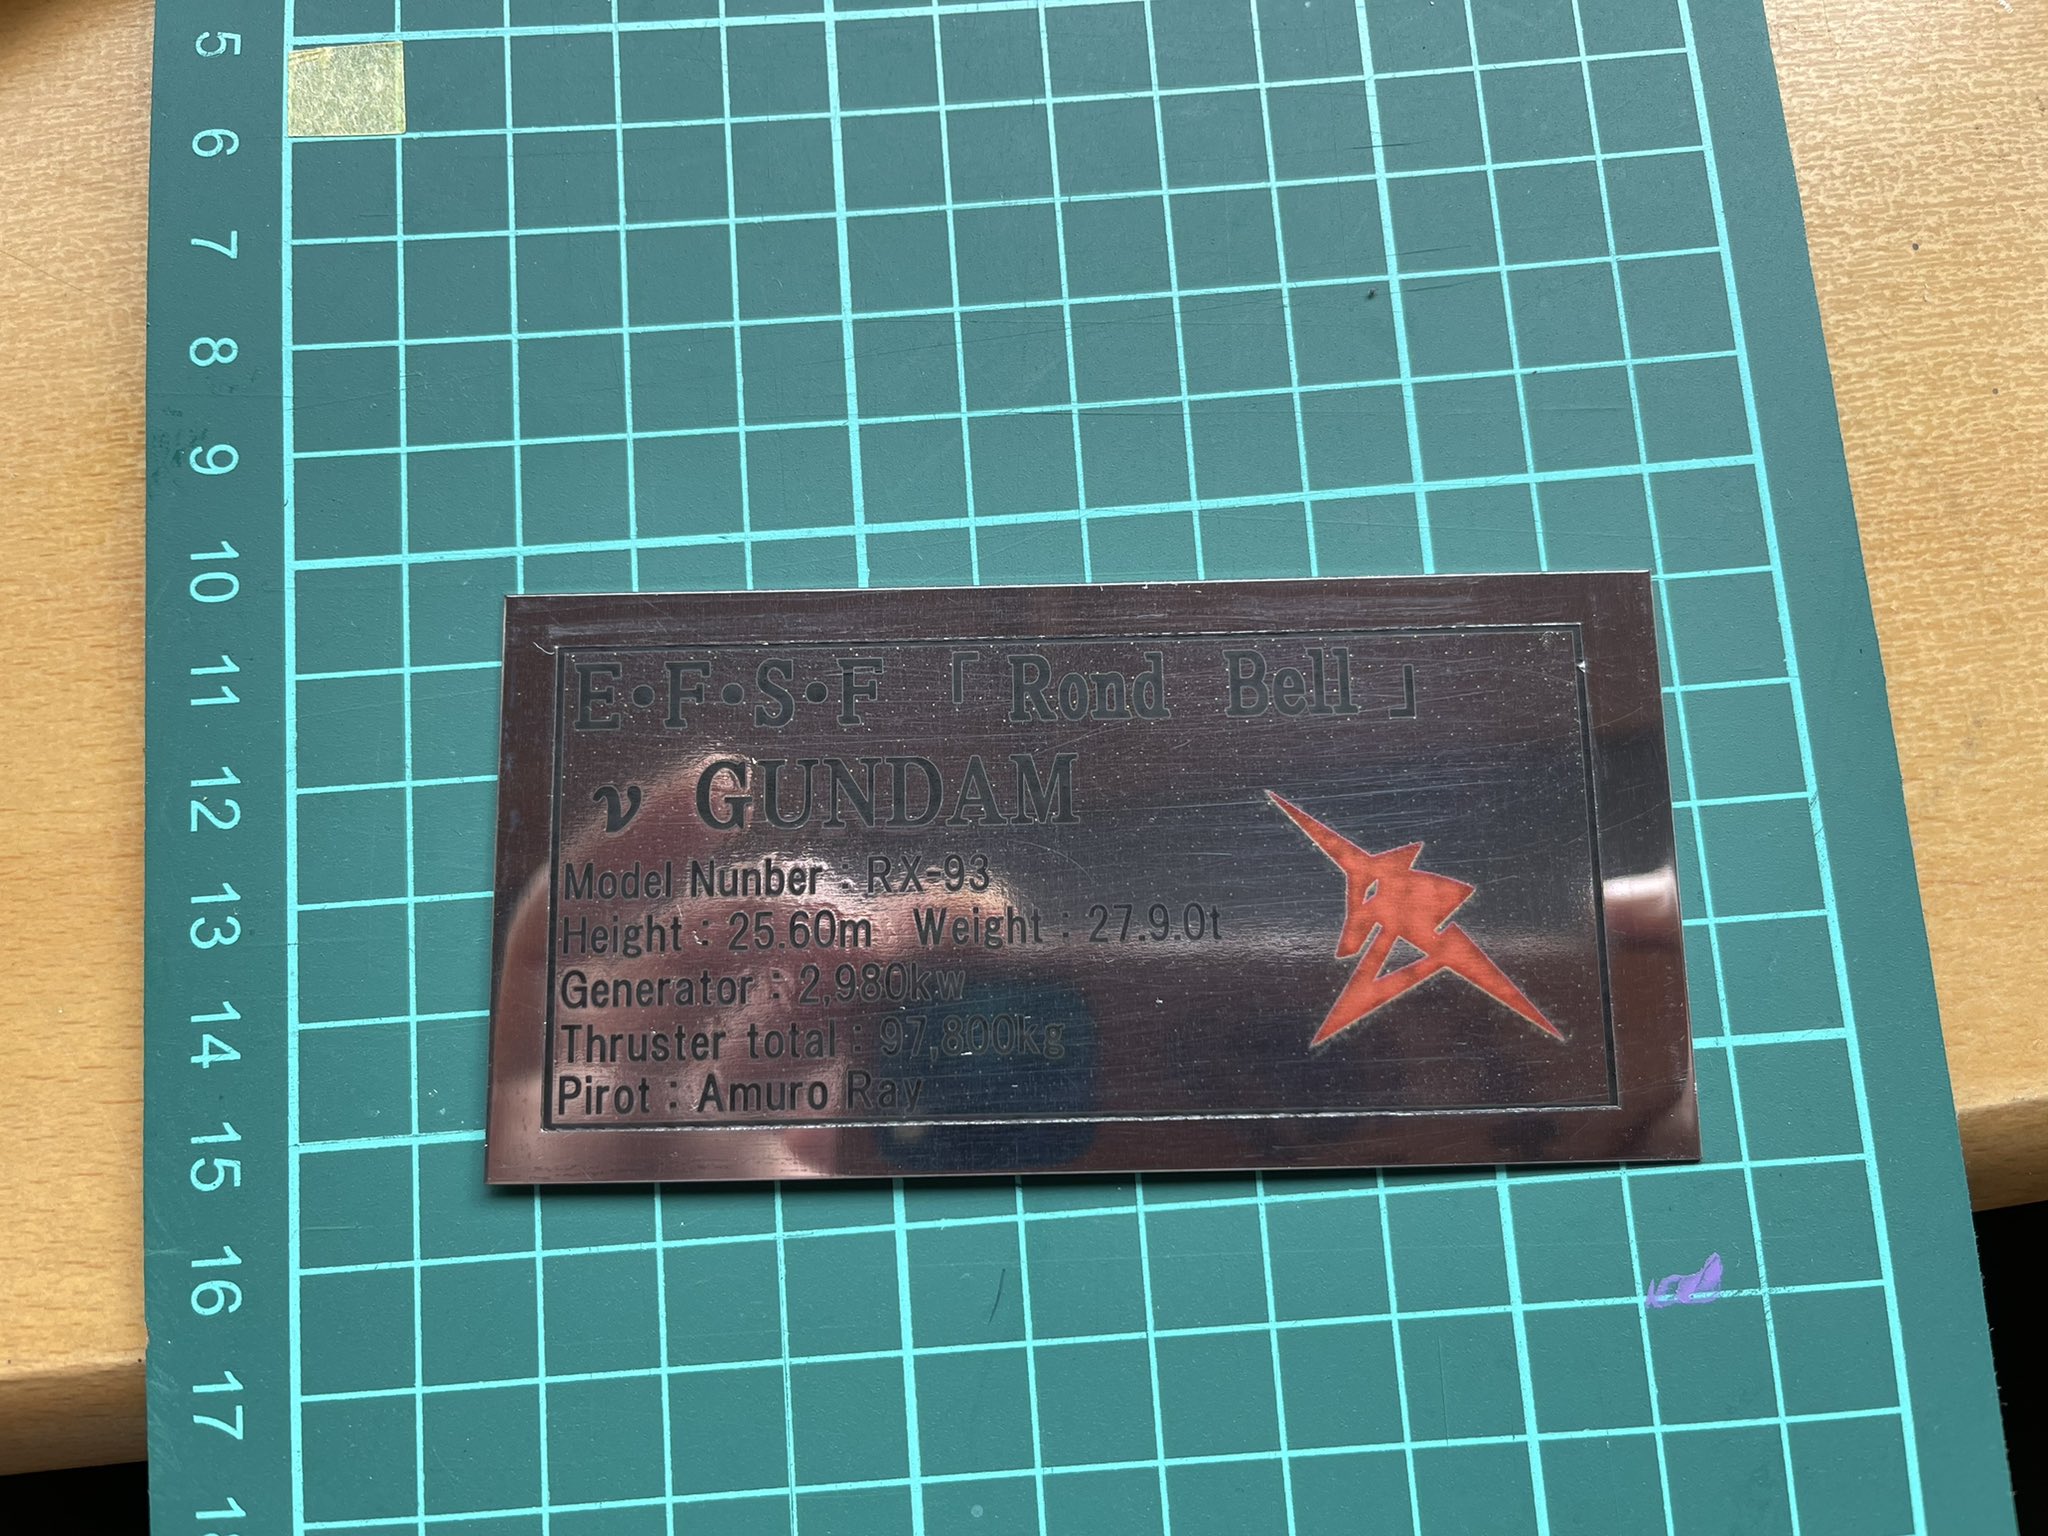 5
6
7
8
9
10
11
12
13
14
15
16
17
E・F・S・F 「Rond Bell」
ν GUNDAM
Model Nunber : RX-93
Height : 25.60m Weight : 27.9.0t
Generator : 2,980kw
Thruster total : 97,800kg
Pirot : Amuro Ray